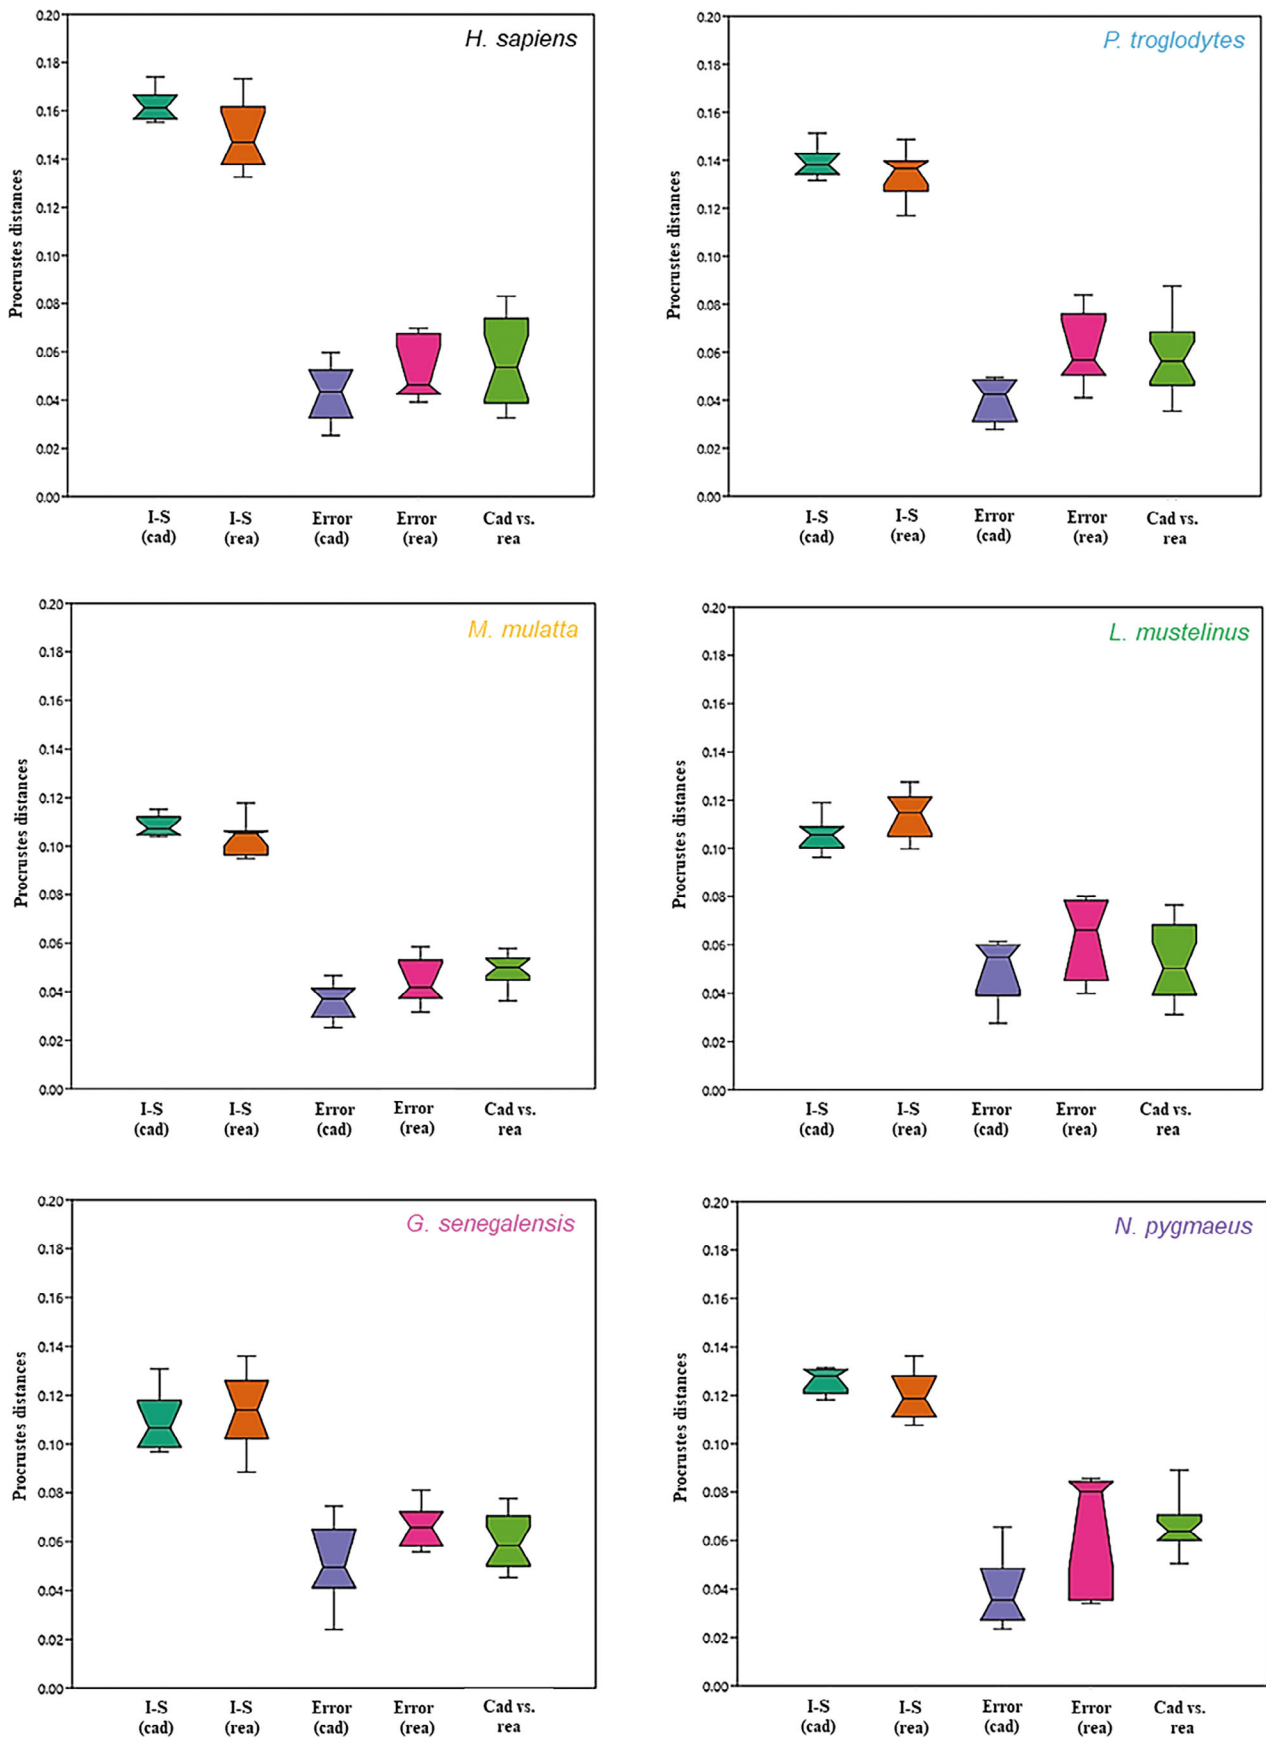 H. sapiens
Procrustes distances
0.20
0.18
0.16
0.14
0.12
0.10
0.08
0.06
0.04
0.02
0.00
I-S (cad)
I-S (rea)
Error (cad)
Error (rea)
Cad vs. rea
P. troglodytes
Procrustes distances
0.20
0.18
0.16
0.14
0.12
0.10
0.08
0.06
0.04
0.02
0.00
I-S (cad)
I-S (rea)
Error (cad)
Error (rea)
Cad vs. rea
M. mulatta
Procrustes distances
0.20
0.18
0.16
0.14
0.12
0.10
0.08
0.06
0.04
0.02
0.00
I-S (cad)
I-S (rea)
Error (cad)
Error (rea)
Cad vs. rea
L. mustelinus
Procrustes distances
0.20
0.18
0.16
0.14
0.12
0.10
0.08
0.06
0.04
0.02
0.00
I-S (cad)
I-S (rea)
Error (cad)
Error (rea)
Cad vs. rea
G. senegalensis
Procrustes distances
0.20
0.18
0.16
0.14
0.12
0.10
0.08
0.06
0.04
0.02
0.00
I-S (cad)
I-S (rea)
Error (cad)
Error (rea)
Cad vs. rea
N. pygmaeus
Procrustes distances
0.20
0.18
0.16
0.14
0.12
0.10
0.08
0.06
0.04
0.02
0.00
I-S (cad)
I-S (rea)
Error (cad)
Error (rea)
Cad vs. rea